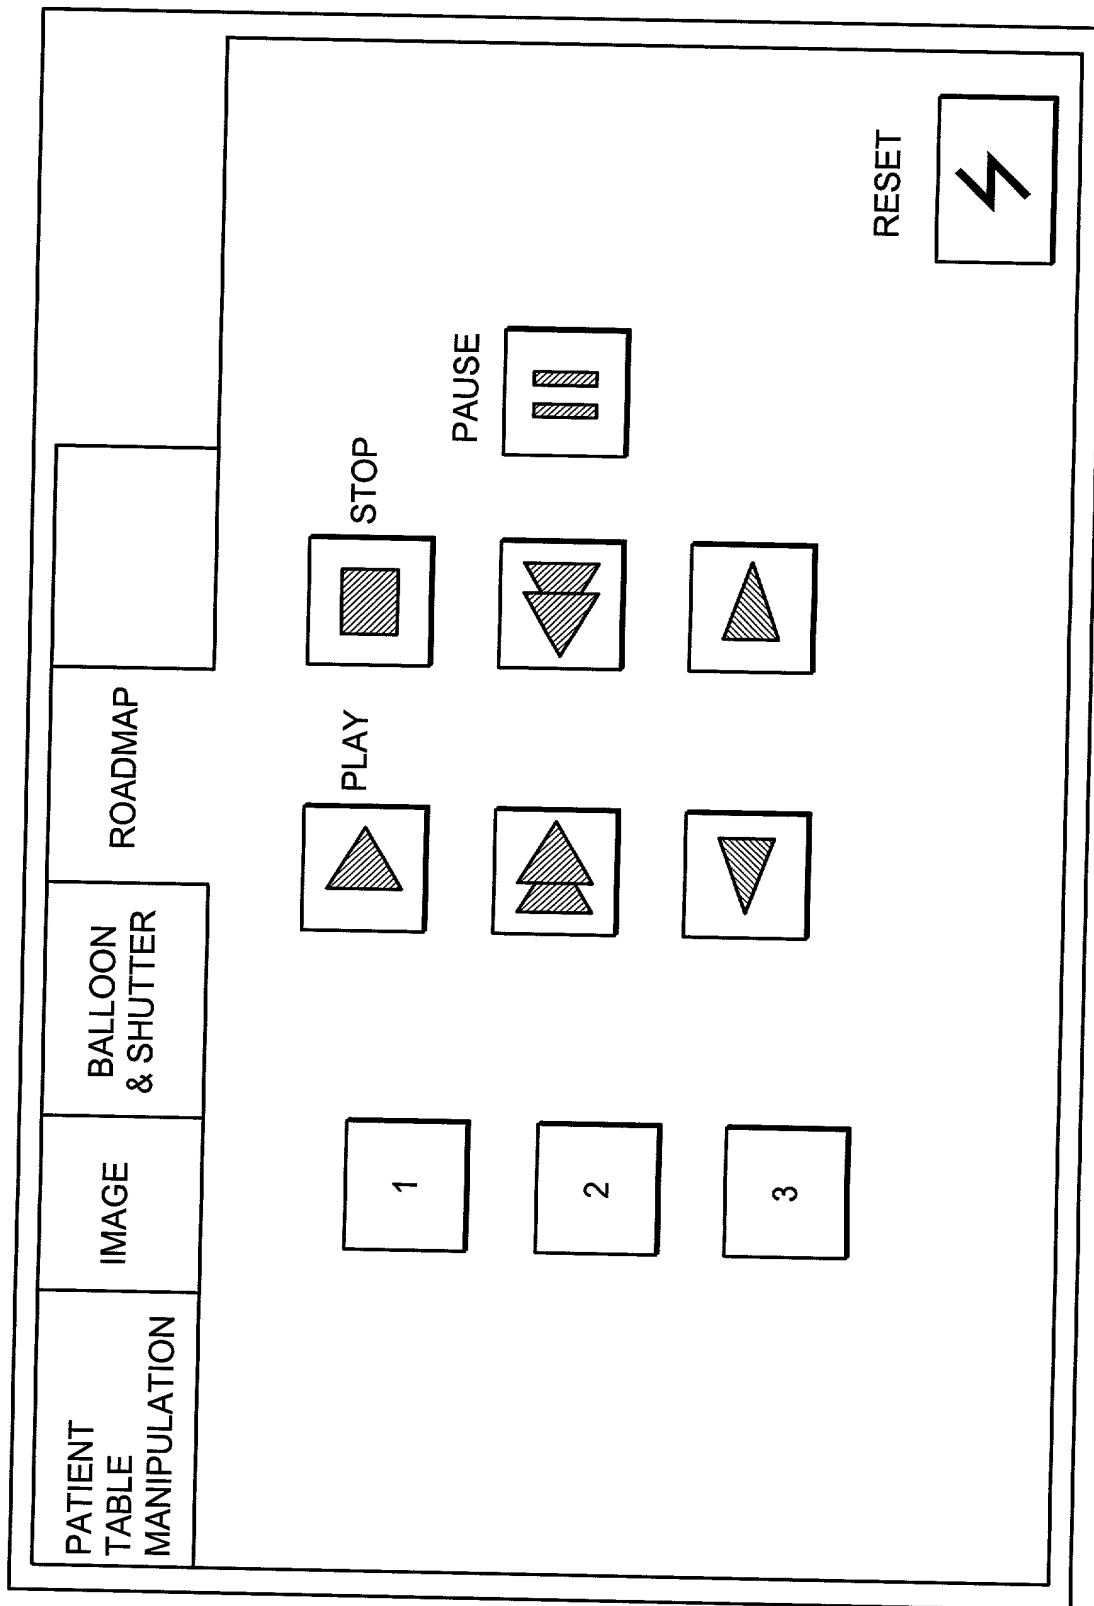 PATIENT
TABLE
MANIPULATION
IMAGE
BALLOON
& SHUTTER
ROADMAP
1
2
3
PLAY
STOP
PAUSE
RESET